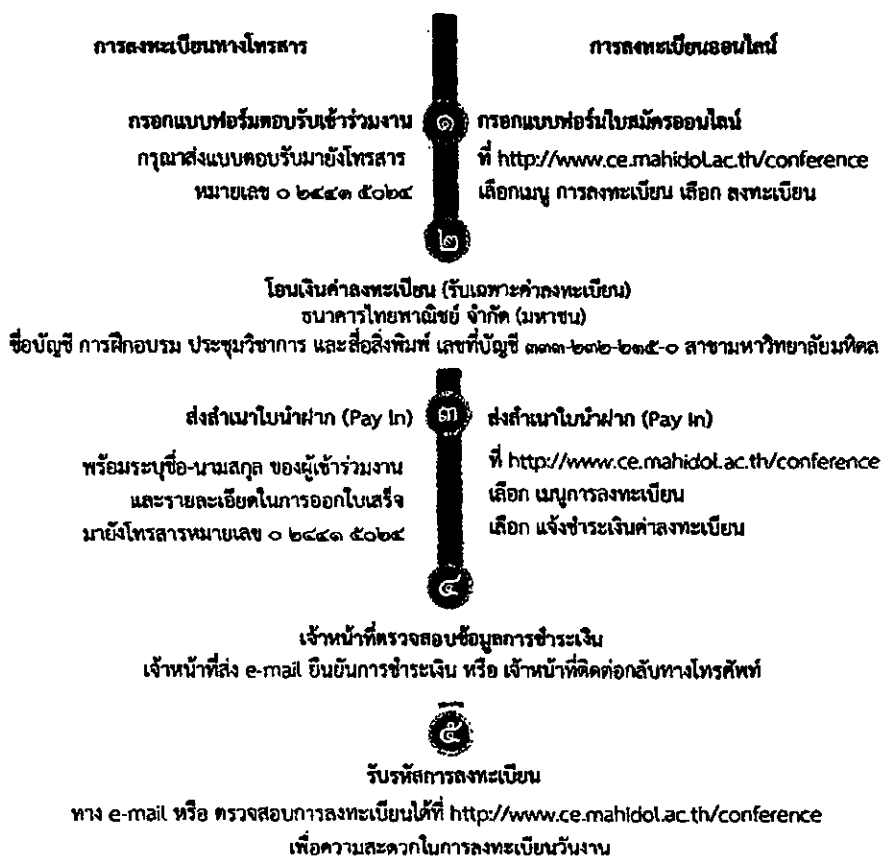 การลงทะเบียนทางโทรสาร
การลงทะเบียนออนไลน์
๑
กรอกแบบฟอร์มตอบรับเข้าร่วมงาน
กรุณาส่งแบบตอบรับมายังโทรสาร
หมายเลข ๐ ๒๔๔๑ ๕๐๒๔
กรอกแบบฟอร์มใบสมัครออนไลน์
ที่ http://www.ce.mahidol.ac.th/conference
เลือกเมนู การลงทะเบียน เลือก ลงทะเบียน
๒
โอนเงินค่าลงทะเบียน (รับเฉพาะค่าลงทะเบียน)
ธนาคารไทยพาณิชย์ จำกัด (มหาชน)
ชื่อบัญชี การฝึกอบรม ประชุมวิชาการ และสื่อสิ่งพิมพ์ เลขที่บัญชี ๓๓๓-๒๓๒-๒๑๕-๐ สาขามหาวิทยาลัยมหิดล
๓
ส่งสำเนาใบนำฝาก (Pay In)
พร้อมระบุชื่อ-นามสกุล ของผู้เข้าร่วมงาน
และรายละเอียดในการออกใบเสร็จ
มายังโทรสารหมายเลข ๐ ๒๔๔๑ ๕๐๒๔
ส่งสำเนาใบนำฝาก (Pay In)
ที่ http://www.ce.mahidol.ac.th/conference
เลือก เมนูการลงทะเบียน
เลือก แจ้งชำระเงินค่าลงทะเบียน
๔
เจ้าหน้าที่ตรวจสอบข้อมูลการชำระเงิน
เจ้าหน้าที่ส่ง e-mail ยืนยันการชำระเงิน หรือ เจ้าหน้าที่ติดต่อกลับทางโทรศัพท์
๕
รับรหัสการลงทะเบียน
ทาง e-mail หรือ ตรวจสอบการลงทะเบียนได้ที่ http://www.ce.mahidol.ac.th/conference
เพื่อความสะดวกในการลงทะเบียนวันงาน